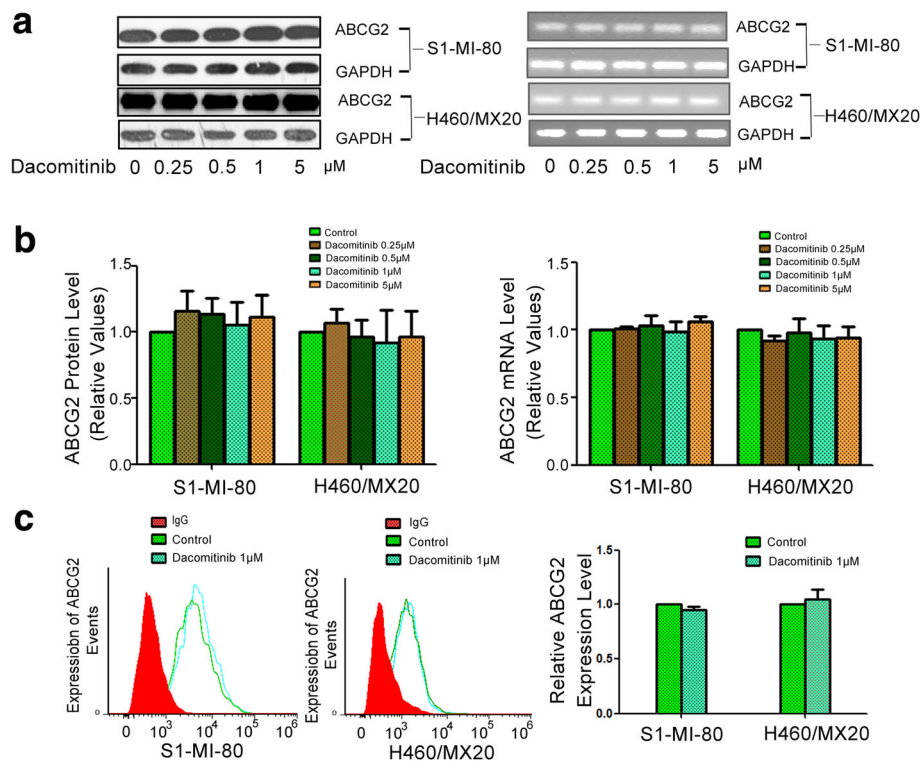 a
ABCG2
S1-MI-80
GAPDH
ABCG2
H460/MX20
GAPDH
Dacomitinib 0 0.25 0.5 1 5 μM
ABCG2
S1-MI-80
GAPDH
ABCG2
H460/MX20
GAPDH
Dacomitinib 0 0.25 0.5 1 5 μM
b
Control
Dacomitinib 0.25μM
Dacomitinib 0.5μM
Dacomitinib 1μM
Dacomitinib 5μM
ABCG2 Protein Level
(Relative Values)
1.5
1.0
0.5
0.0
S1-MI-80 H460/MX20
Control
Dacomitinib 0.25μM
Dacomitinib 0.5μM
Dacomitinib 1μM
Dacomitinib 5μM
ABCG2 mRNA Level
(Relative Values)
1.5
1.0
0.5
0.0
S1-MI-80 H460/MX20
c
IgG
Control
Dacomitinib 1μM
Expressiobn of ABCG2
Events
0
0 10³ 10⁴ 10⁵ 10⁶
S1-MI-80
IgG
Control
Dacomitinib 1μM
Expressiobn of ABCG2
Events
0
0 10³ 10⁴ 10⁵ 10⁶
H460/MX20
Control
Dacomitinib 1μM
Relative ABCG2
Expression Level
1.5
1.0
0.5
0.0
S1-MI-80 H460/MX20